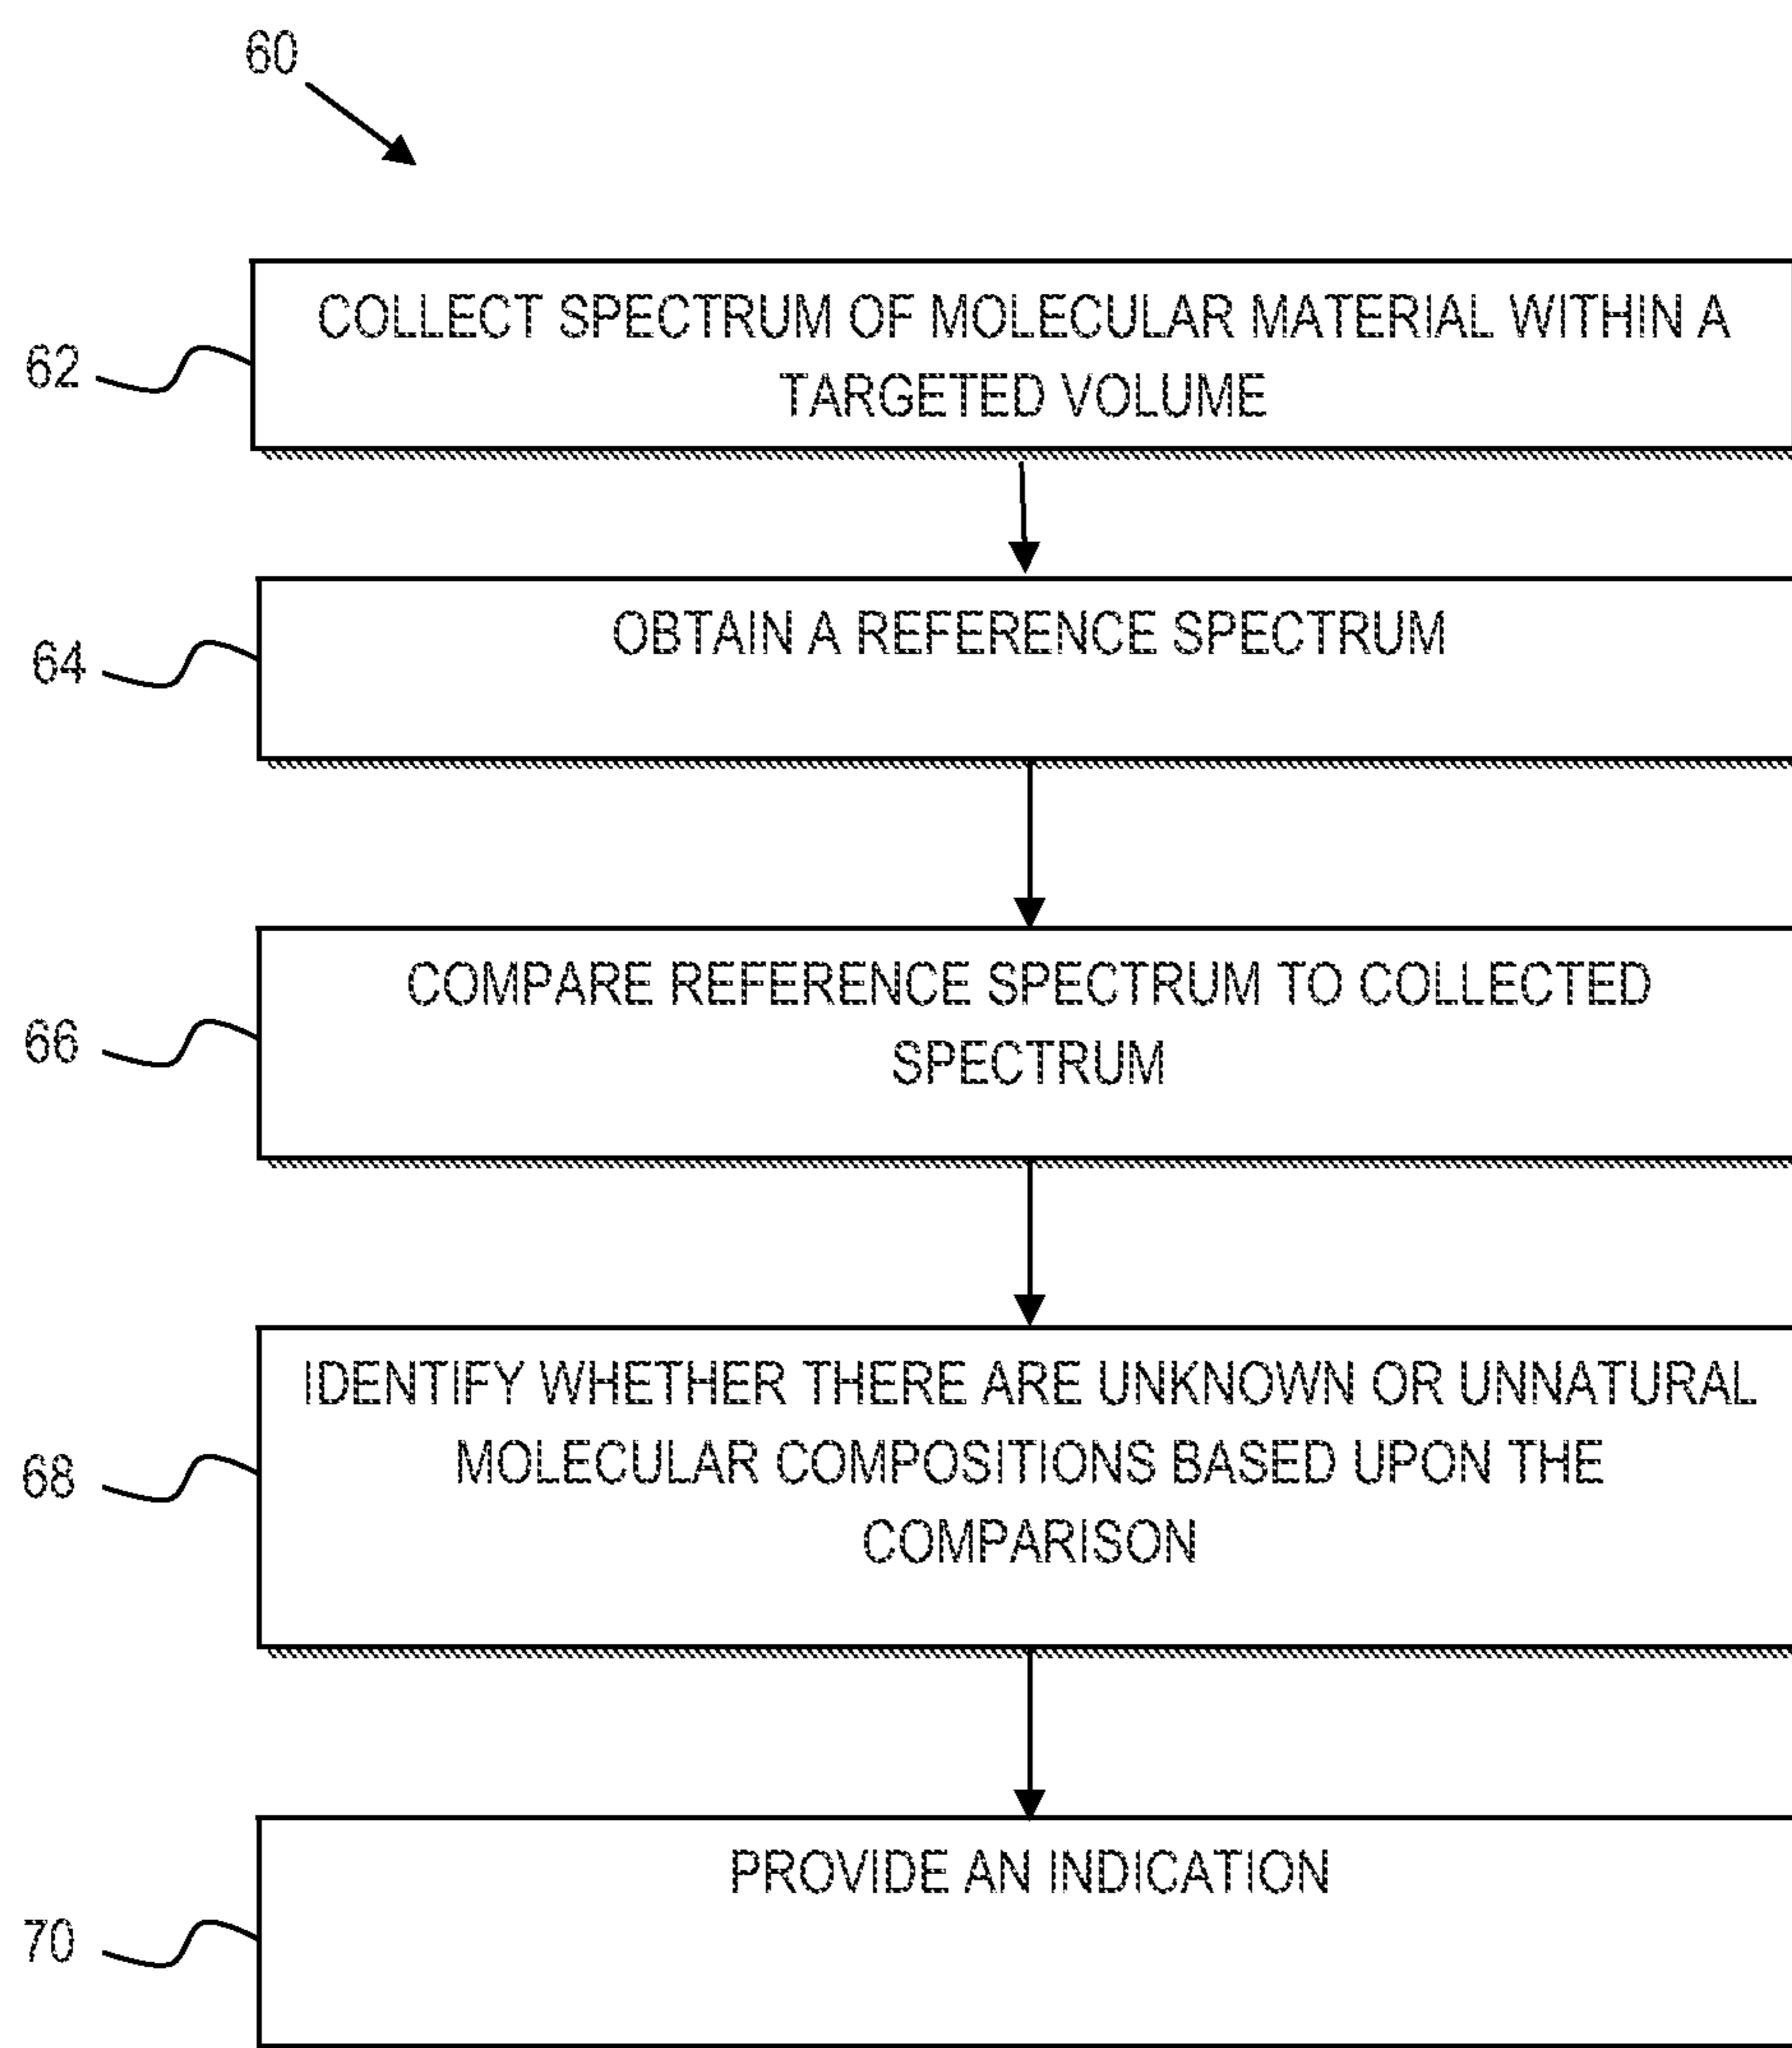 60
62
COLLECT SPECTRUM OF MOLECULAR MATERIAL WITHIN A
TARGETED VOLUME
64
OBTAIN A REFERENCE SPECTRUM
66
COMPARE REFERENCE SPECTRUM TO COLLECTED
SPECTRUM
68
IDENTIFY WHETHER THERE ARE UNKNOWN OR UNNATURAL
MOLECULAR COMPOSITIONS BASED UPON THE
COMPARISON
70
PROVIDE AN INDICATION